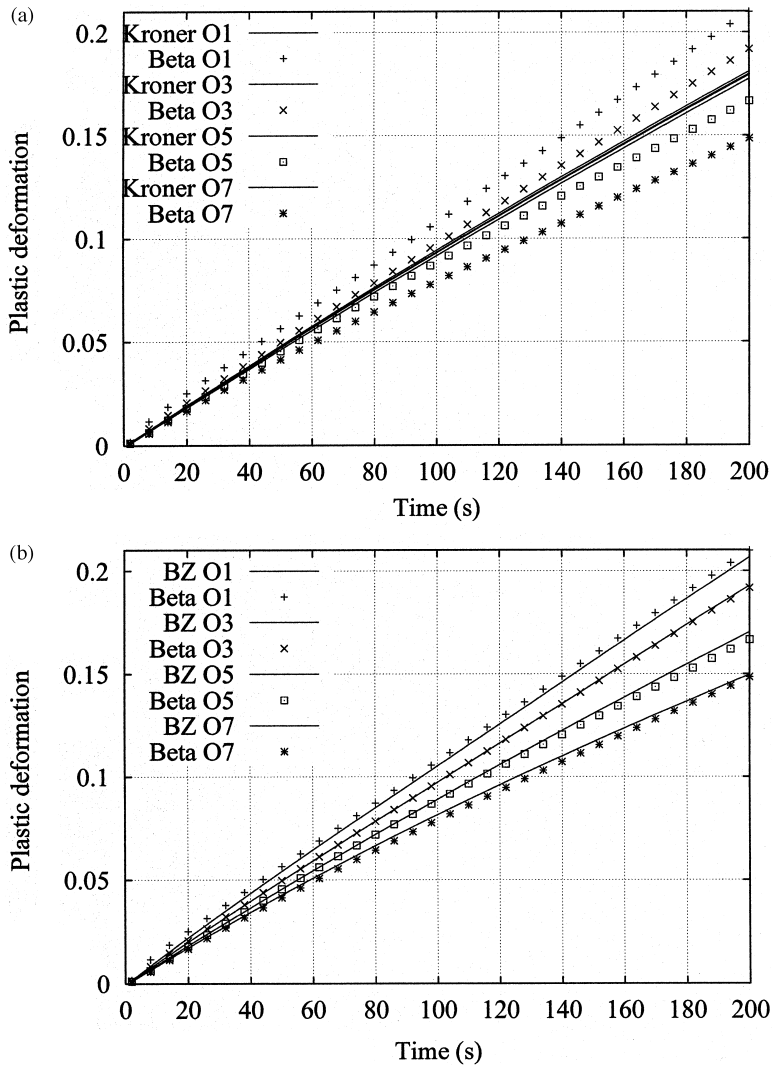 (a)
0.2
0.15
0.1
0.05
0
Plastic deformation
Kroner O1
Beta O1
Kroner O3
Beta O3
Kroner O5
Beta O5
Kroner O7
Beta O7
0 20 40 60 80 100 120 140 160 180 200
Time (s)
(b)
0.2
0.15
0.1
0.05
0
Plastic deformation
BZ O1
Beta O1
BZ O3
Beta O3
BZ O5
Beta O5
BZ O7
Beta O7
0 20 40 60 80 100 120 140 160 180 200
Time (s)